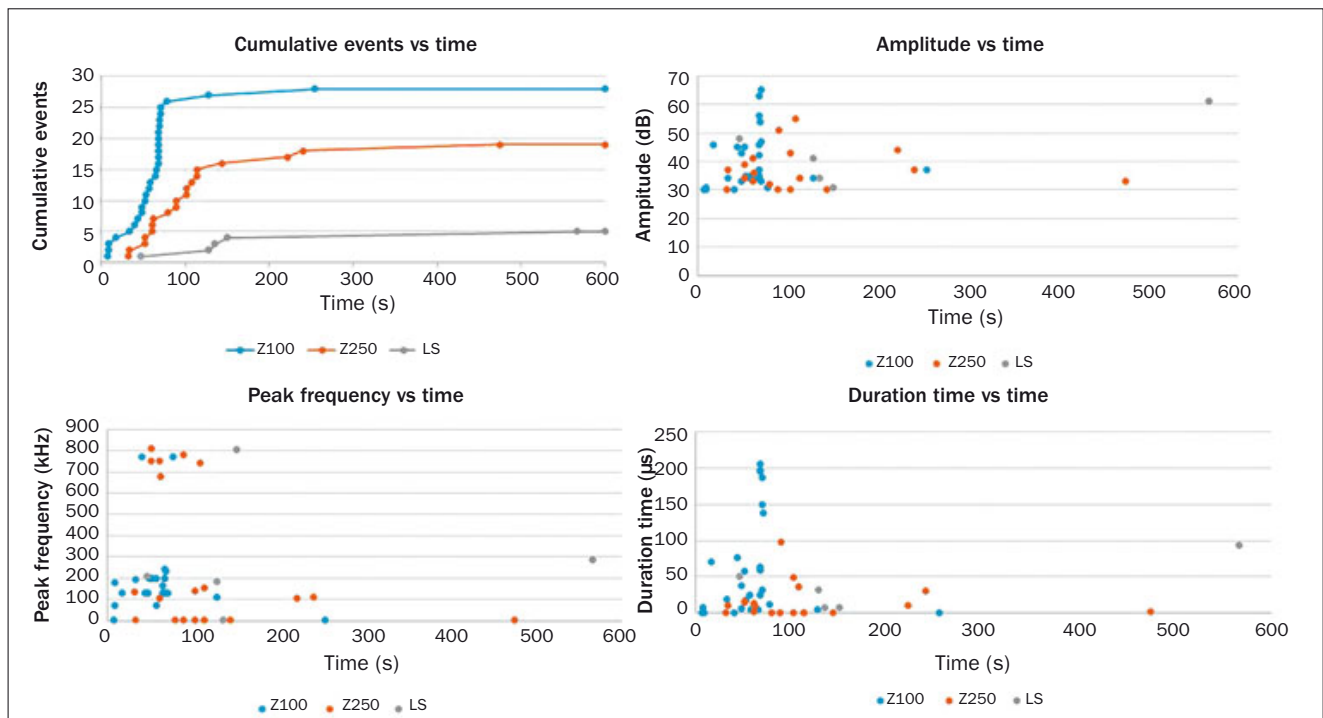 Cumulative events vs time
Cumulative events
30
25
20
15
10
5
0
0 100 200 300 400 500 600
Time (s)
Z100 Z250 LS
Amplitude vs time
Ampitude (dB)
70
60
50
40
30
20
10
0
0 100 200 300 400 500 600
Time (s)
Z100 Z250 LS
Peak frequency vs time
Peak frequency (kHz)
900
800
700
600
500
400
300
200
100
0
0 100 200 300 400 500 600
Time (s)
Z100 Z250 LS
Duration time vs time
Duration time (µs)
250
200
150
100
50
0
0 100 200 300 400 500 600
Time (s)
Z100 Z250 LS